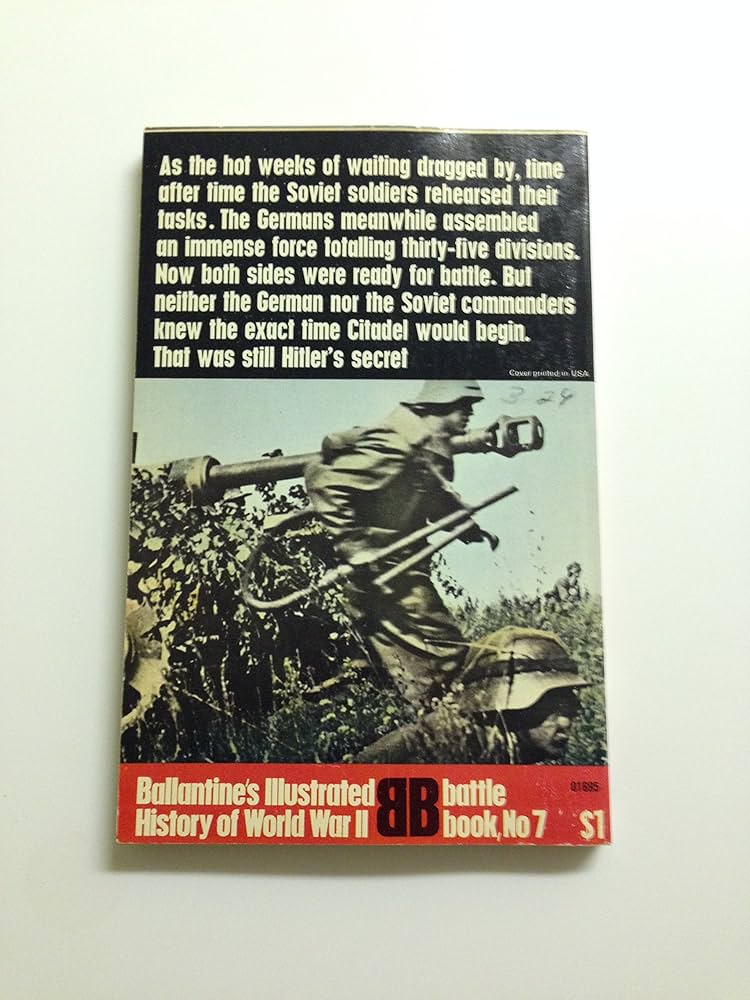 As the hot weeks of waiting dragged by, time
after time the Soviet soldiers rehearsed their
tasks. The Germans meanwhile assembled
an immense force totalling thirty-five divisions.
Now both sides were ready for battle. But
neither the German nor the Soviet commanders
knew the exact time Citadel would begin.
That was still Hitler's secret
Cover printed in USA
3 24
Ballantine's Illustrated
History of World War II
BB
battle
book, No 7
01695
$1